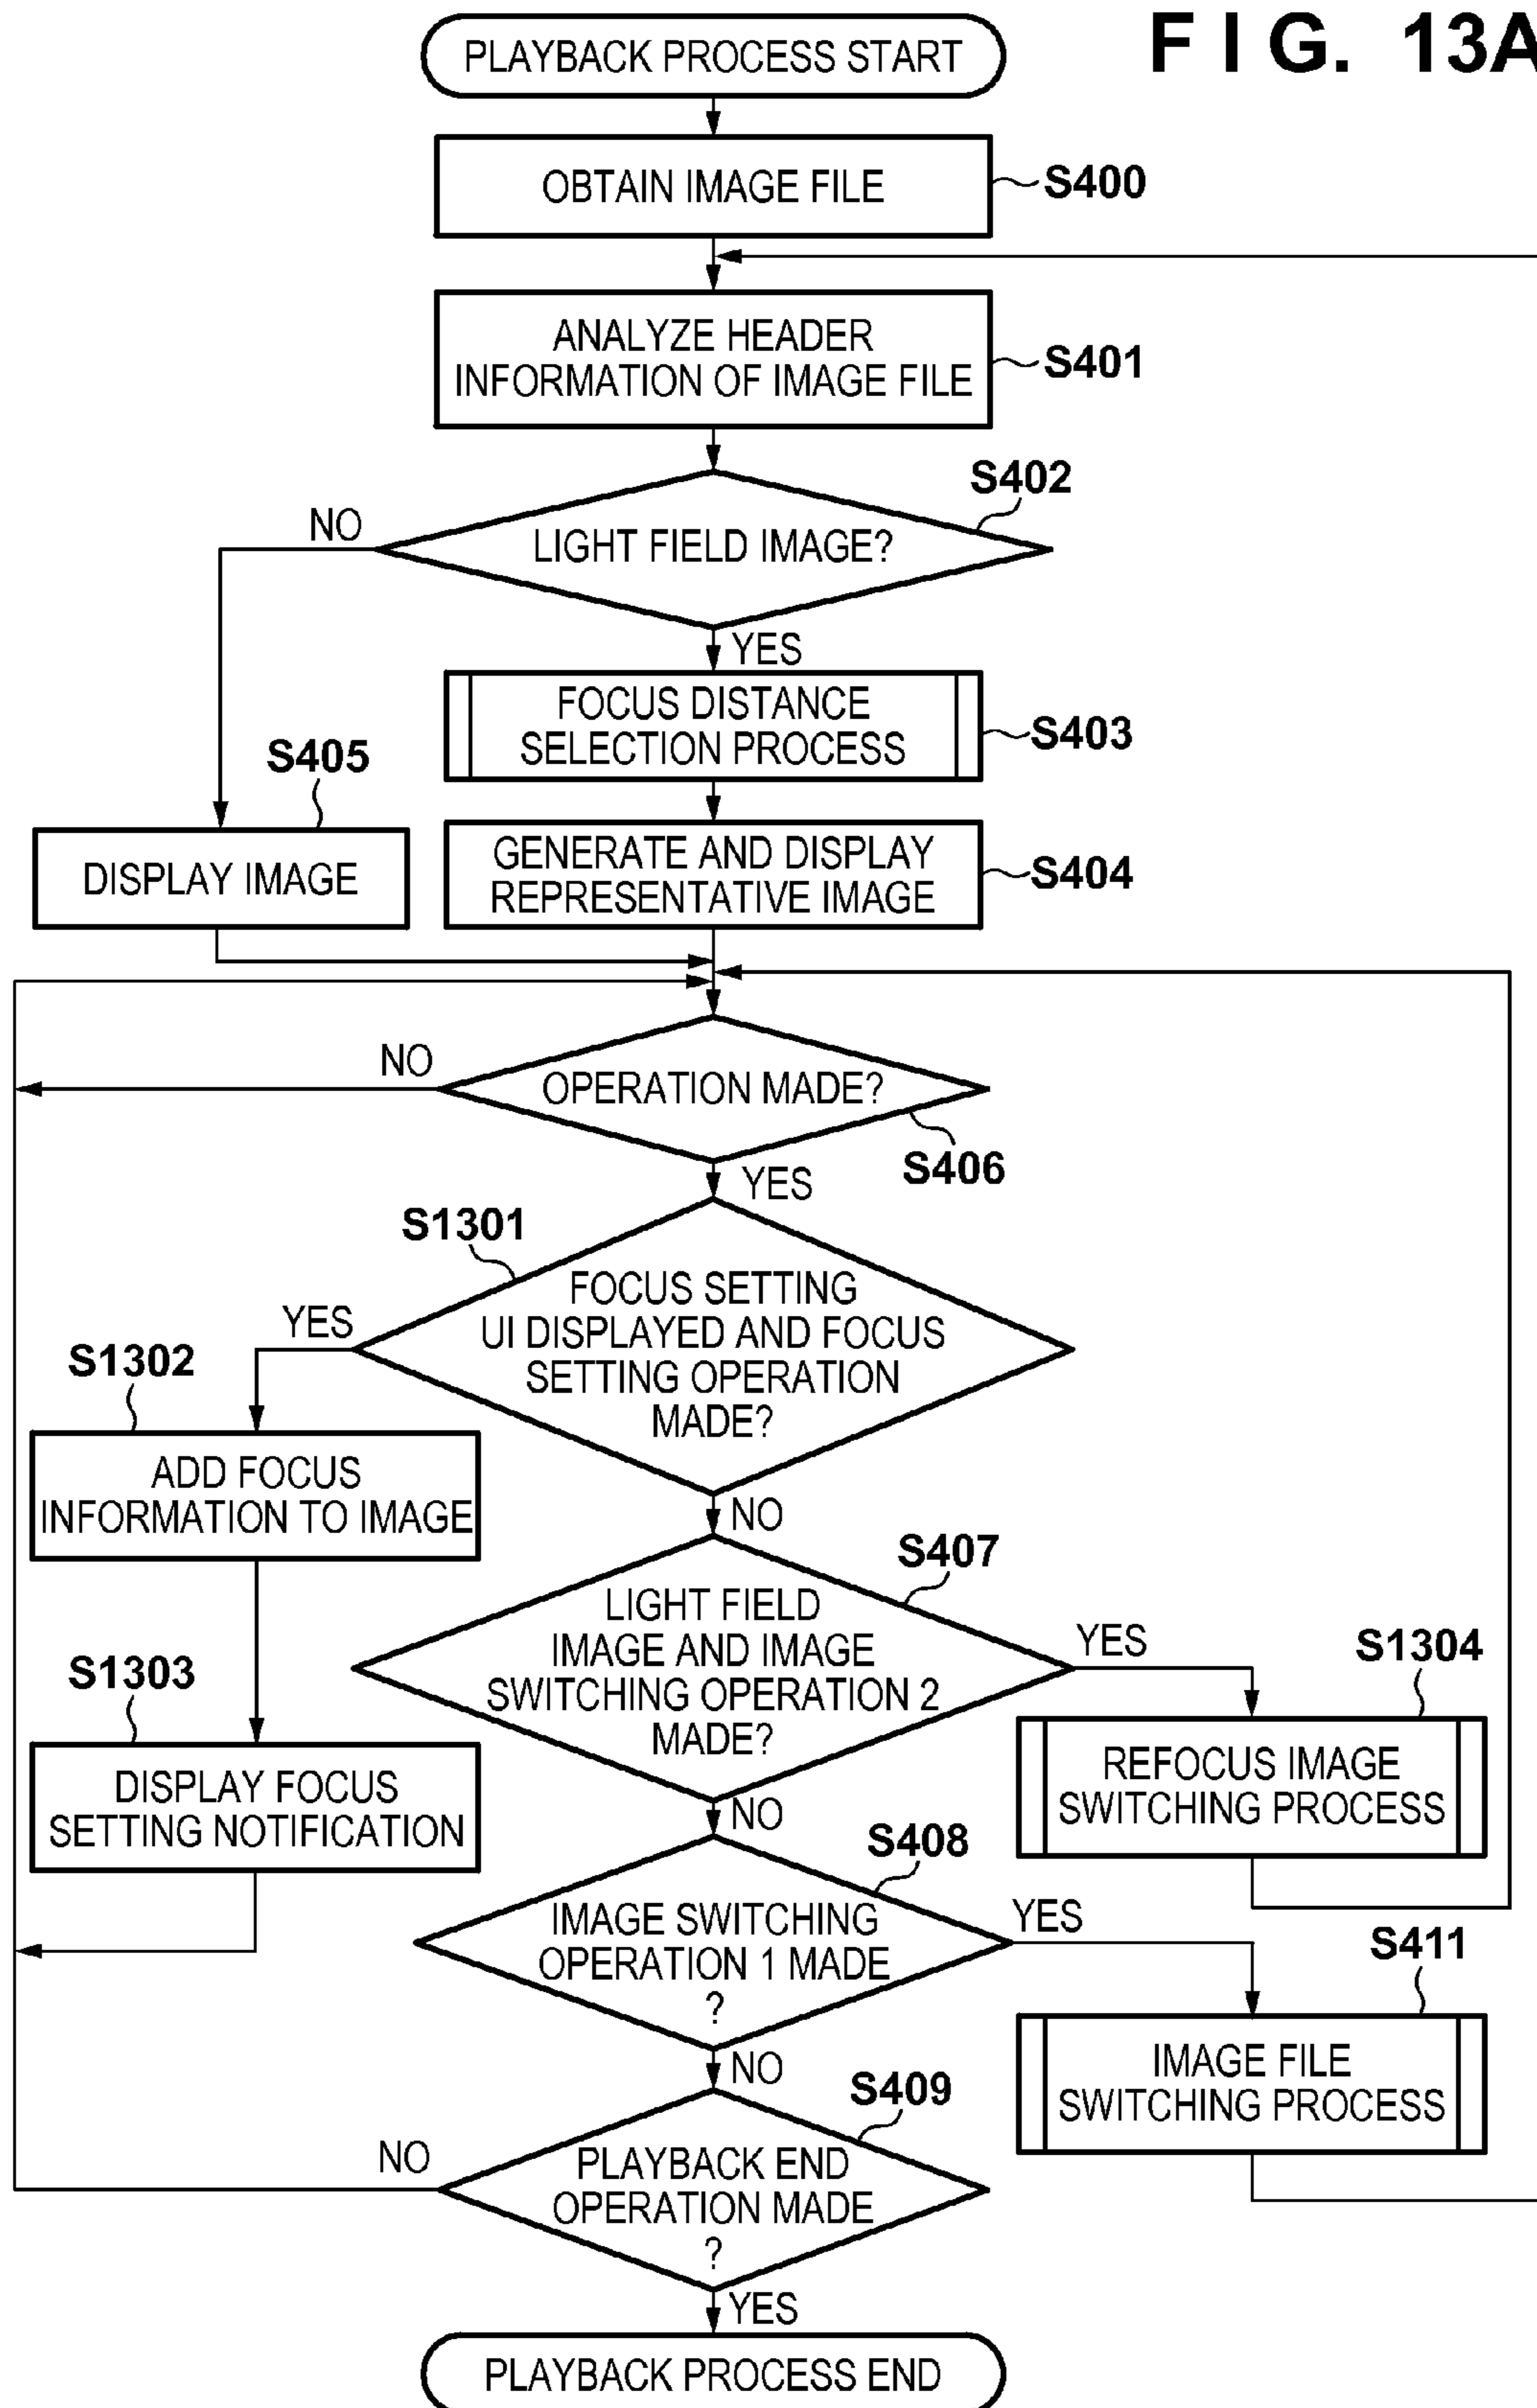 FIG. 13A
PLAYBACK PROCESS START
OBTAIN IMAGE FILE
S400
ANALYZE HEADER
INFORMATION OF IMAGE FILE
S401
S402
LIGHT FIELD IMAGE?
NO
YES
FOCUS DISTANCE
SELECTION PROCESS
S403
S405
DISPLAY IMAGE
GENERATE AND DISPLAY
REPRESENTATIVE IMAGE
S404
NO
OPERATION MADE?
S406
YES
S1301
FOCUS SETTING
UI DISPLAYED AND FOCUS
SETTING OPERATION
MADE?
YES
S1302
ADD FOCUS
INFORMATION TO IMAGE
NO
S407
LIGHT FIELD
IMAGE AND IMAGE
SWITCHING OPERATION 2
MADE?
YES
S1304
REFOCUS IMAGE
SWITCHING PROCESS
S1303
DISPLAY FOCUS
SETTING NOTIFICATION
NO
S408
IMAGE SWITCHING
OPERATION 1 MADE
?
YES
S411
IMAGE FILE
SWITCHING PROCESS
NO
S409
PLAYBACK END
OPERATION MADE
?
NO
YES
PLAYBACK PROCESS END